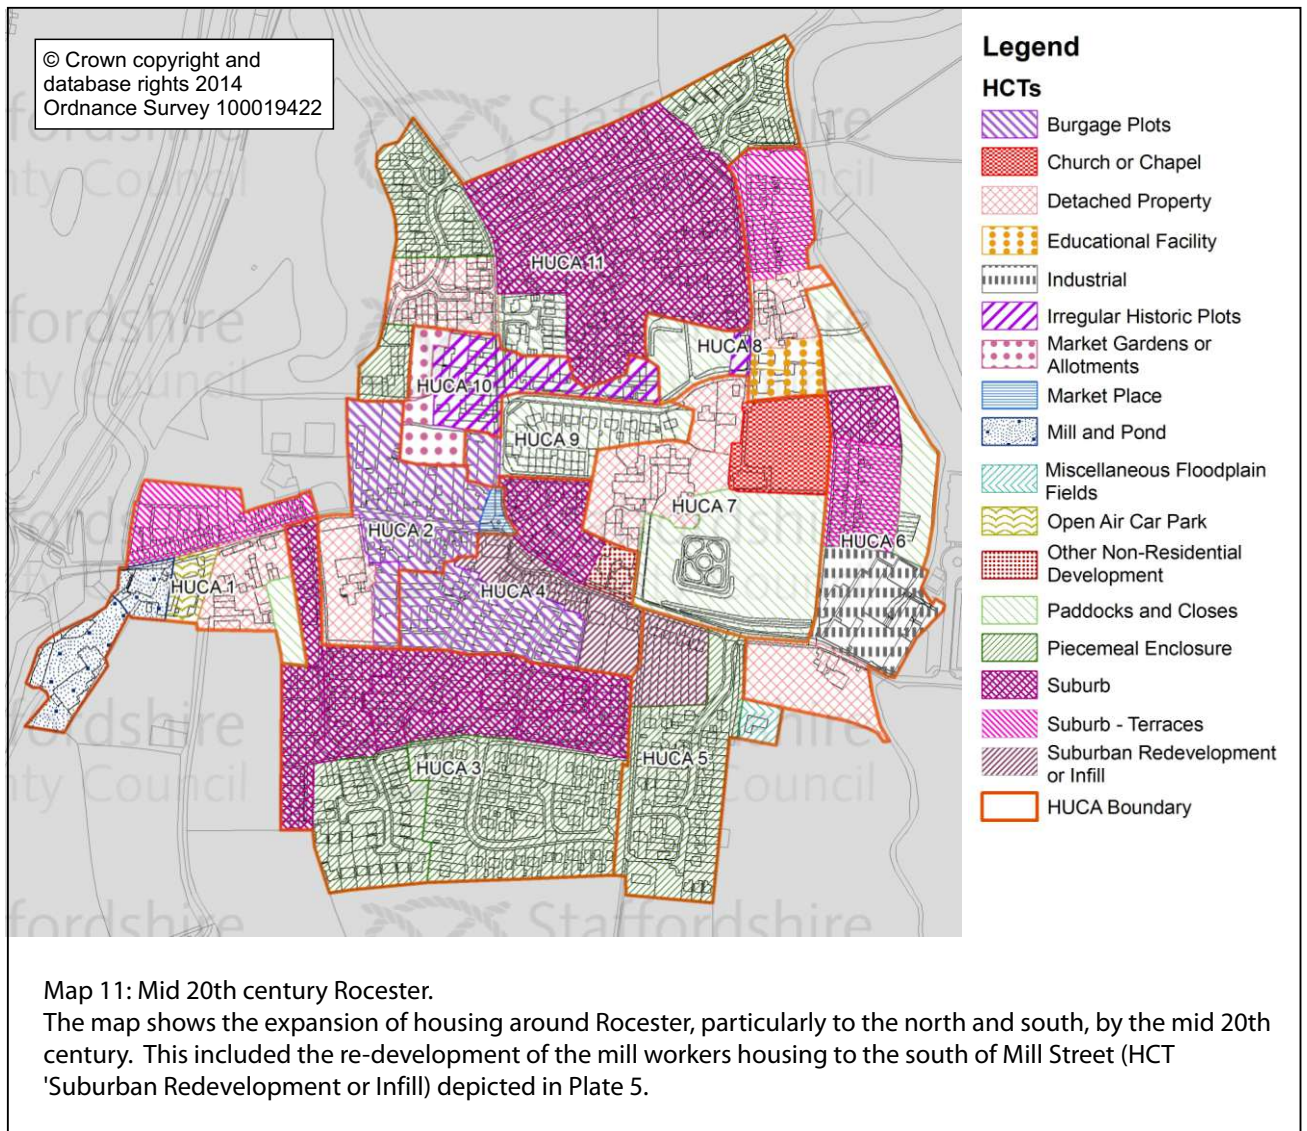 © Crown copyright and
database rights 2014
Ordnance Survey 100019422
Staffordshire
County Council
HUCA 11
HUCA 8
HUCA 10
HUCA 9
HUCA 7
HUCA 2
HUCA 6
HUCA 1
HUCA 4
HUCA 3
HUCA 5
Legend
HCTs
Burgage Plots
Church or Chapel
Detached Property
Educational Facility
Industrial
Irregular Historic Plots
Market Gardens or
Allotments
Market Place
Mill and Pond
Miscellaneous Floodplain
Fields
Open Air Car Park
Other Non-Residential
Development
Paddocks and Closes
Piecemeal Enclosure
Suburb
Suburb - Terraces
Suburban Redevelopment
or Infill
HUCA Boundary
Map 11: Mid 20th century Rocester.
The map shows the expansion of housing around Rocester, particularly to the north and south, by the mid 20th
century.  This included the re-development of the mill workers housing to the south of Mill Street (HCT
'Suburban Redevelopment or Infill) depicted in Plate 5.